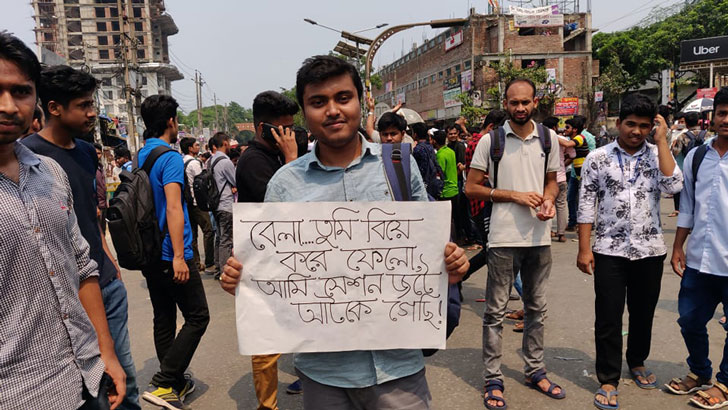 বেলা....তুমি বিয়ে
করে ফেলো,
আমি সেশন জটে
আটকে গেছি!
Uber